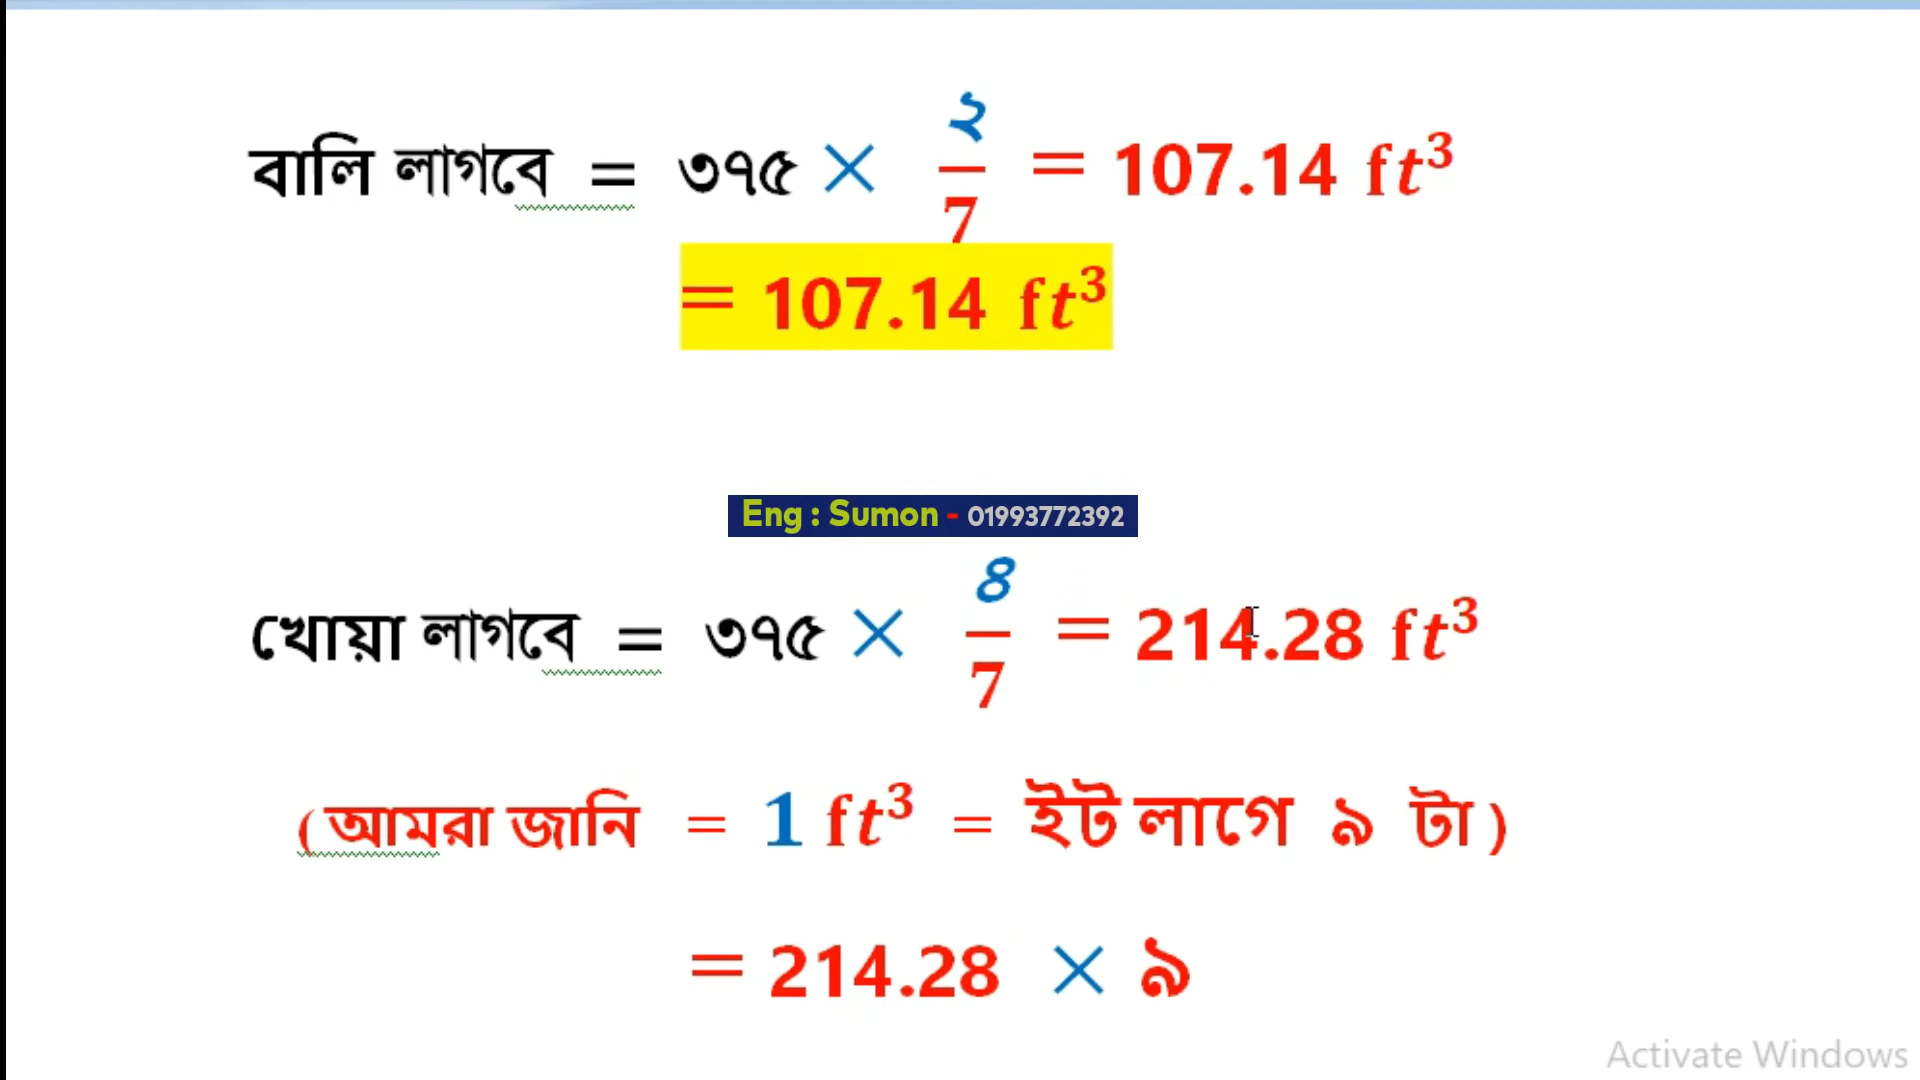 বালি লাগবে = ৩৭৫ × ২/7 = 107.14 ft³
= 107.14 ft³
Eng : Sumon - 01993772392
খোয়া লাগবে = ৩৭৫ × ৪/7 = 214.28 ft³
( আমরা জানি = 1 ft³ = ইট লাগে ৯ টা )
= 214.28 × ৯
Activate Windows